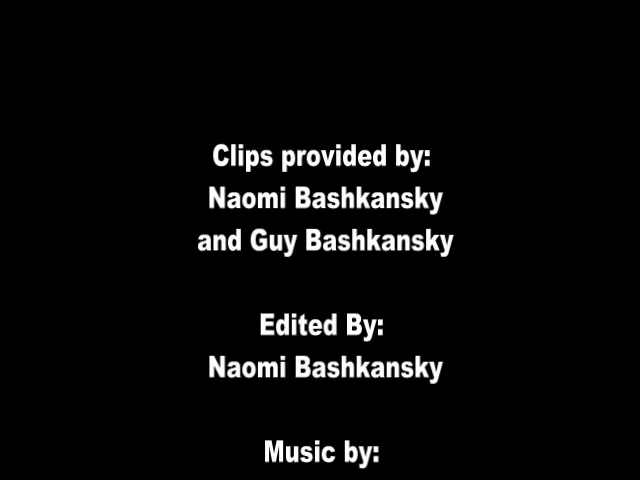 Clips provided by:
Naomi Bashkansky
and Guy Bashkansky
Edited By:
Naomi Bashkansky
Music by: